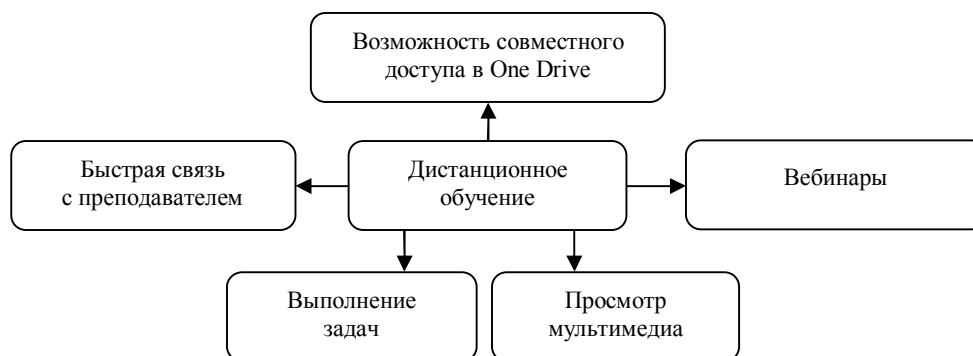 Возможность совместного
доступа в One Drive
Быстрая связь
с преподавателем
Дистанционное
обучение
Вебинары
Выполнение
задач
Просмотр
мультимедиа